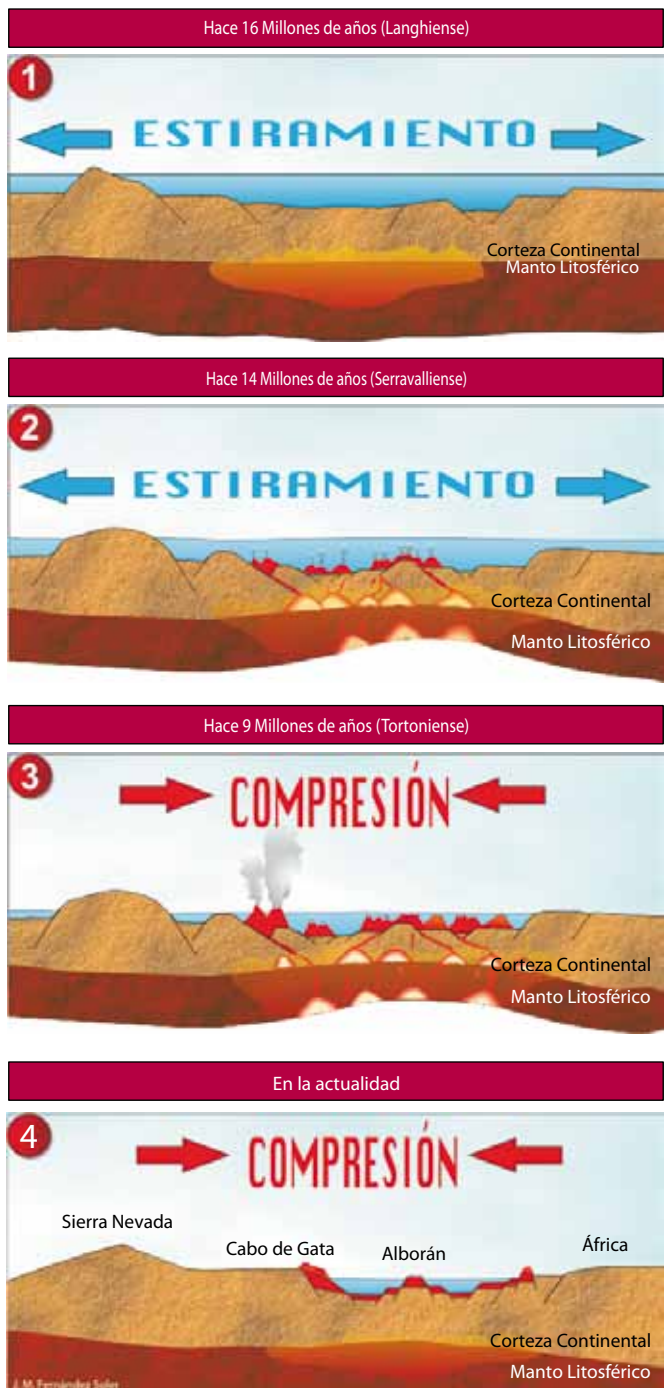 Hace 16 Millones de años (Langhiense)
1
ESTIRAMIENTO
Corteza Continental
Manto Litosférico
Hace 14 Millones de años (Serravalliense)
2
ESTIRAMIENTO
Corteza Continental
Manto Litosférico
Hace 9 Millones de años (Tortoniense)
3
COMPRESIÓN
Corteza Continental
Manto Litosférico
En la actualidad
4
COMPRESIÓN
Sierra Nevada
Cabo de Gata
Alborán
África
Corteza Continental
Manto Litosférico
J. M. Fernández Soler